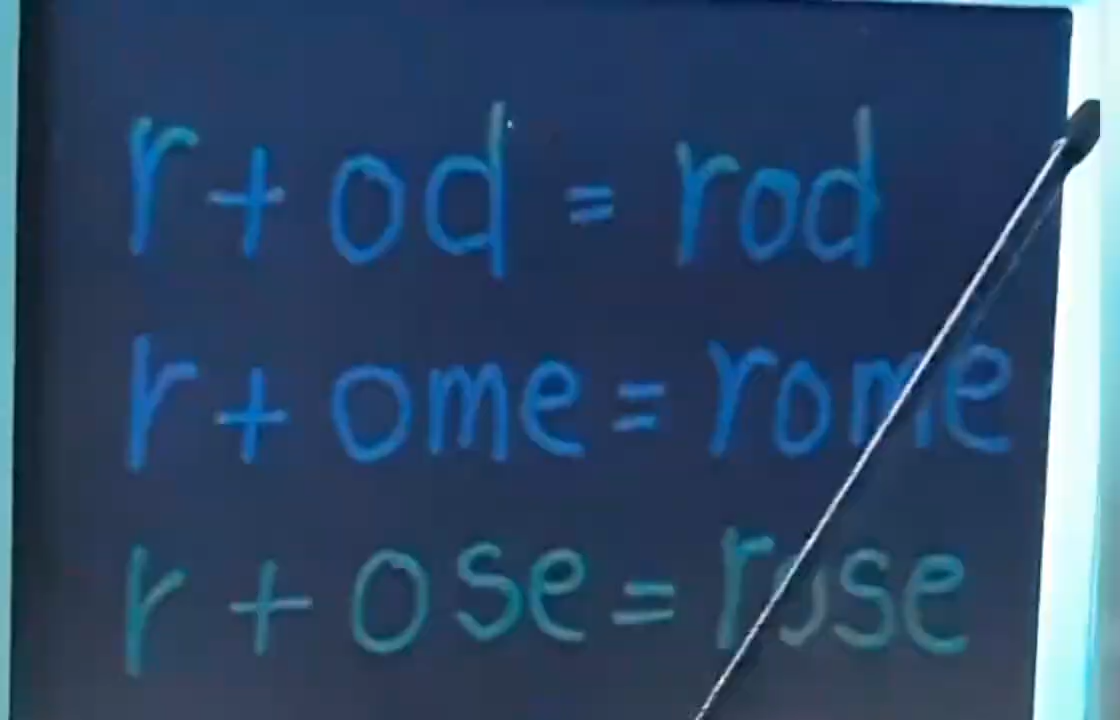 r + od = rod
r + ome = rome
r + ose = rose